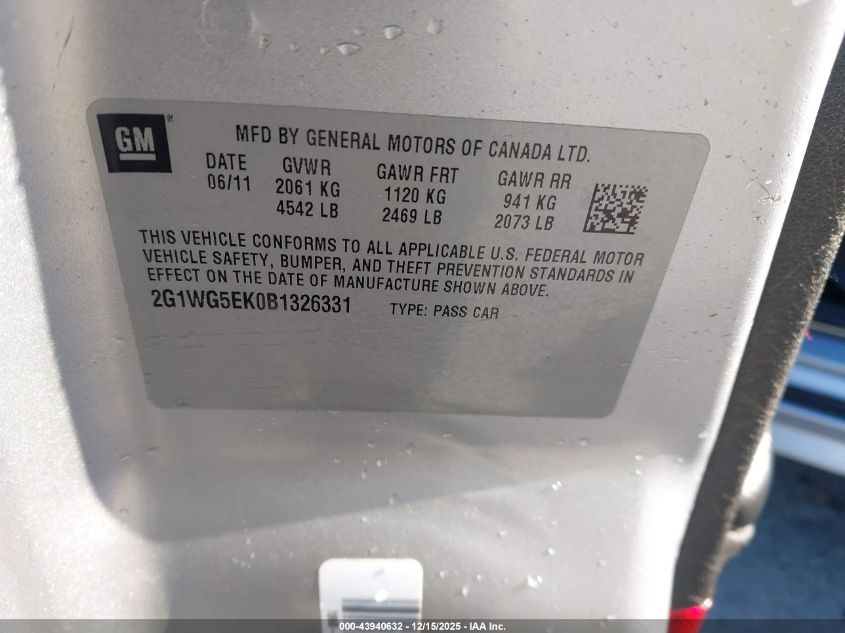 GM®
MFD BY GENERAL MOTORS OF CANADA LTD.
DATE GVWR GAWR FRT GAWR RR
06/11 2061 KG 1120 KG 941 KG
4542 LB 2469 LB 2073 LB
THIS VEHICLE CONFORMS TO ALL APPLICABLE U.S. FEDERAL MOTOR
VEHICLE SAFETY, BUMPER, AND THEFT PREVENTION STANDARDS IN
EFFECT ON THE DATE OF MANUFACTURE SHOWN ABOVE.
2G1WG5EK0B1326331 TYPE: PASS CAR
000-43940632 - 12/15/2025 - IAA Inc.